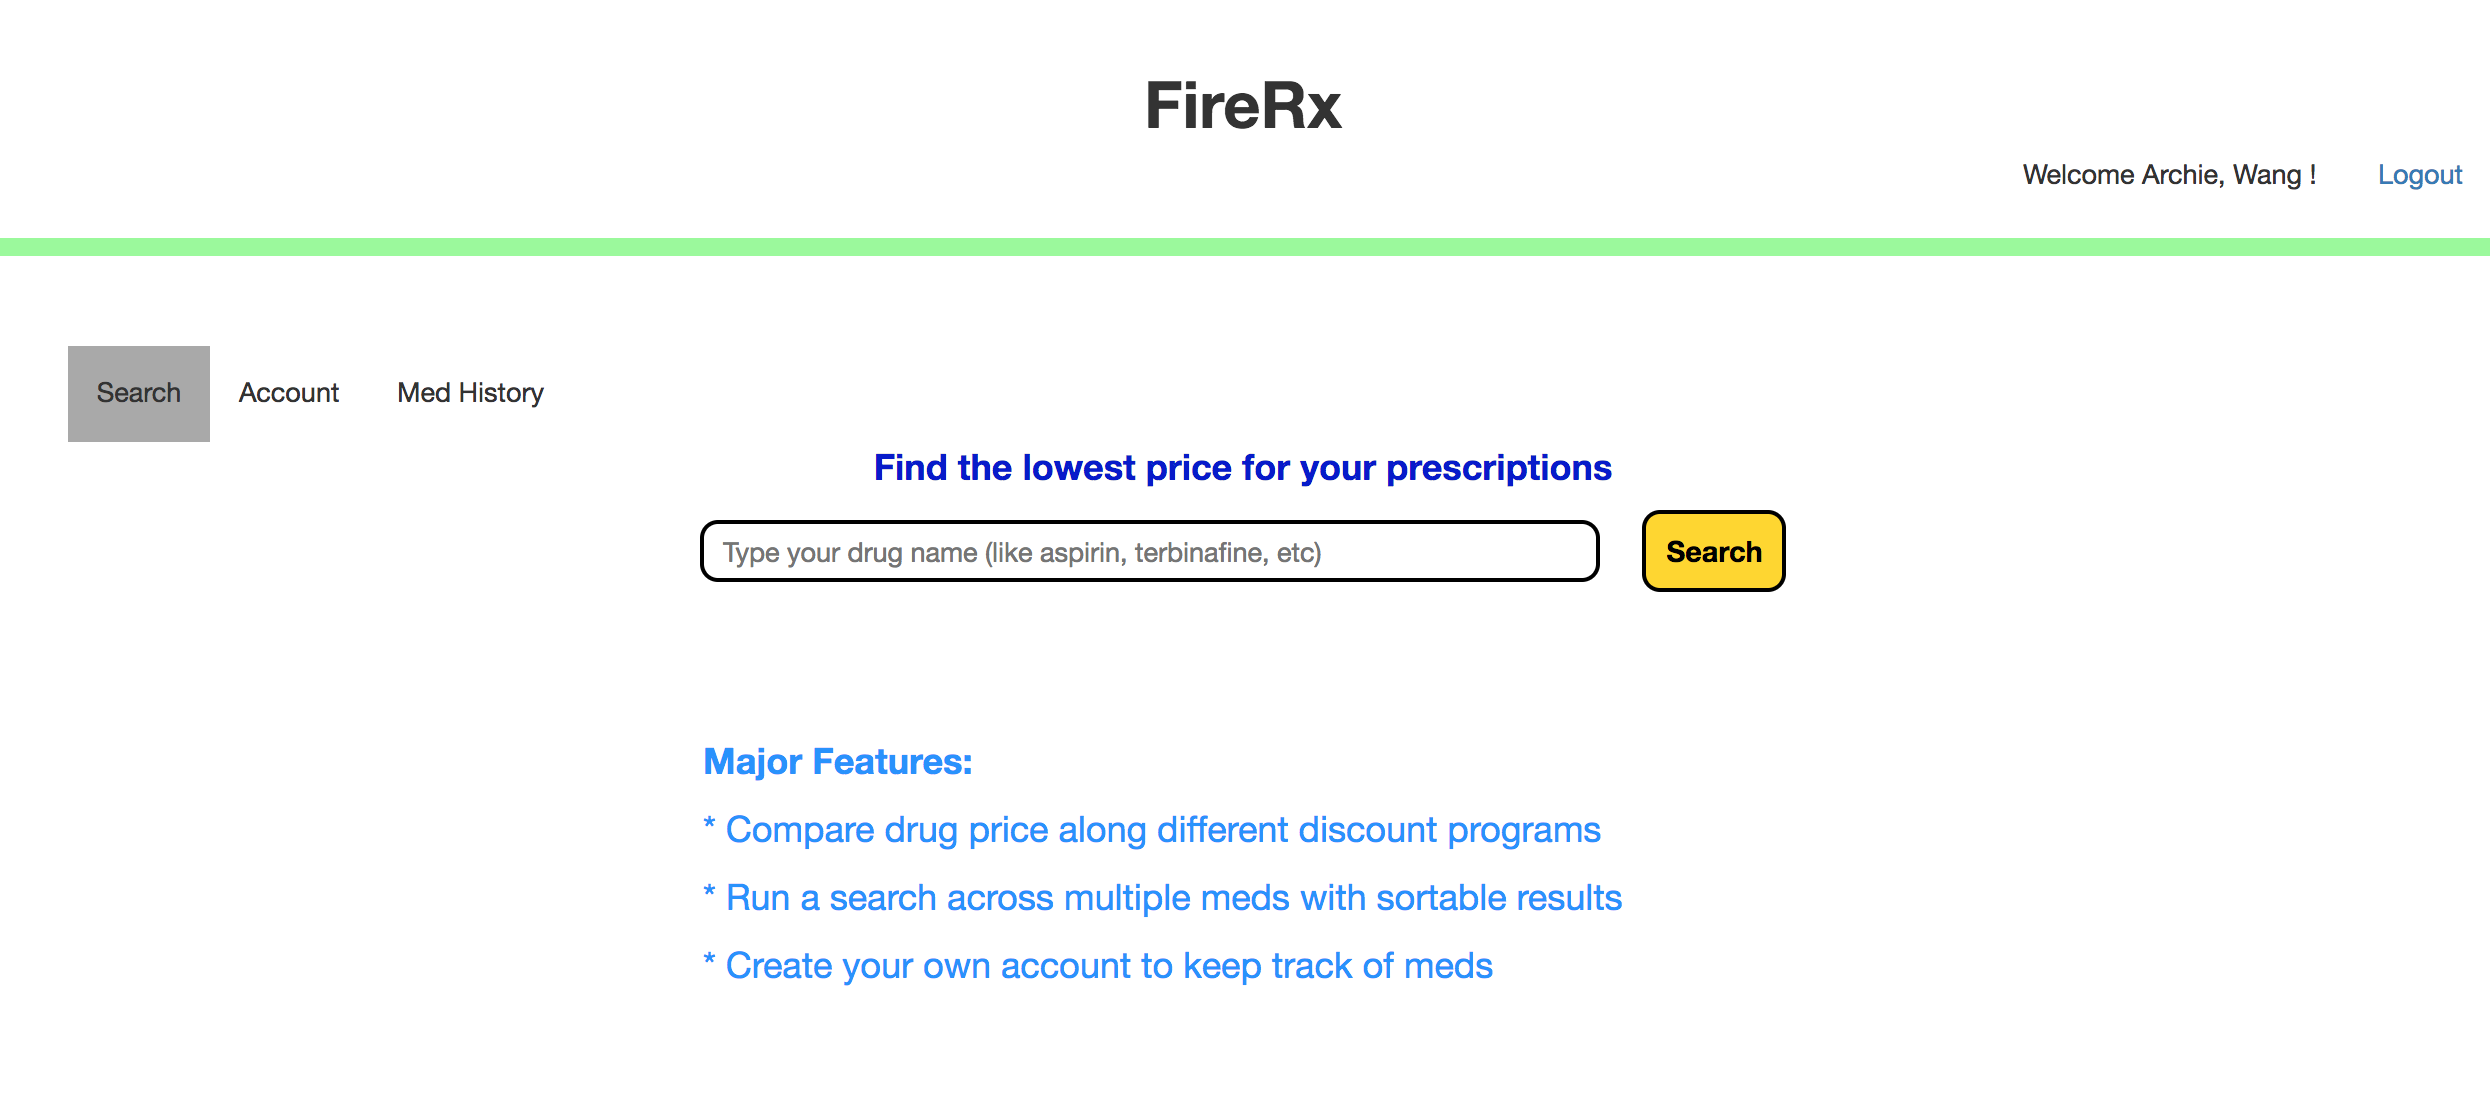 FireRx
Welcome Archie, Wang !
Logout
Search
Account
Med History
Find the lowest price for your prescriptions
Type your drug name (like aspirin, terbinafine, etc)
Search
Major Features:
* Compare drug price along different discount programs
* Run a search across multiple meds with sortable results
* Create your own account to keep track of meds